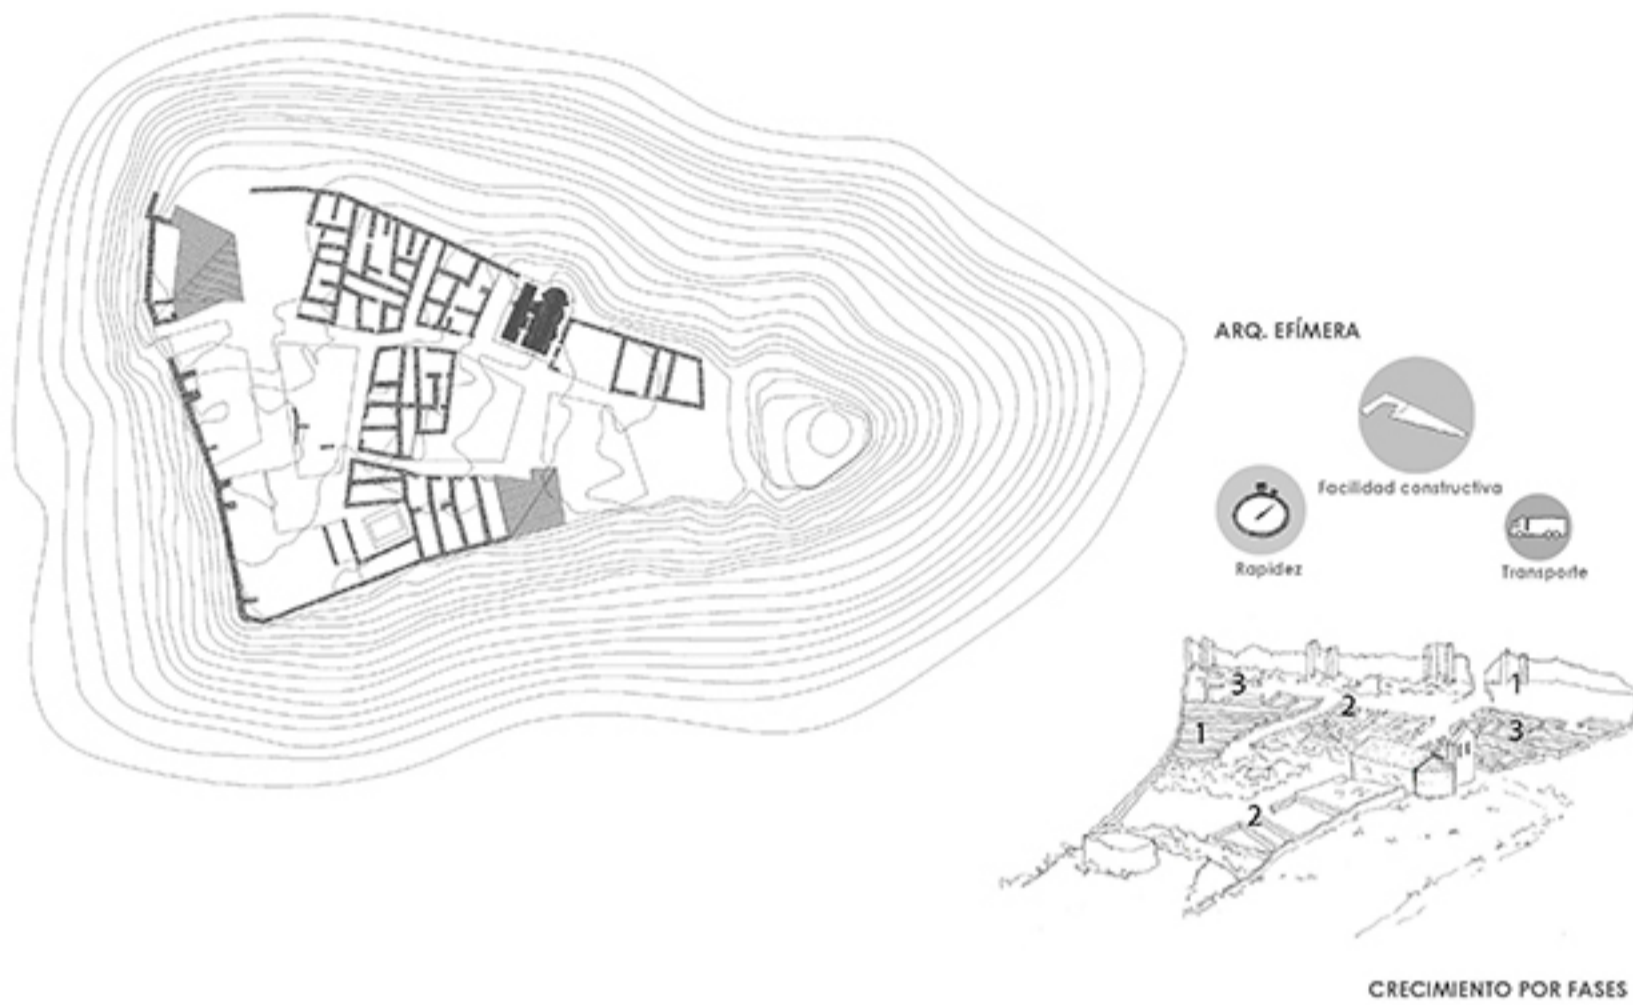 ARQ. EFÍMERA
Facilidad constructiva
Rapidez
Transporte
3
1
2
1
3
2
CRECIMIENTO POR FASES